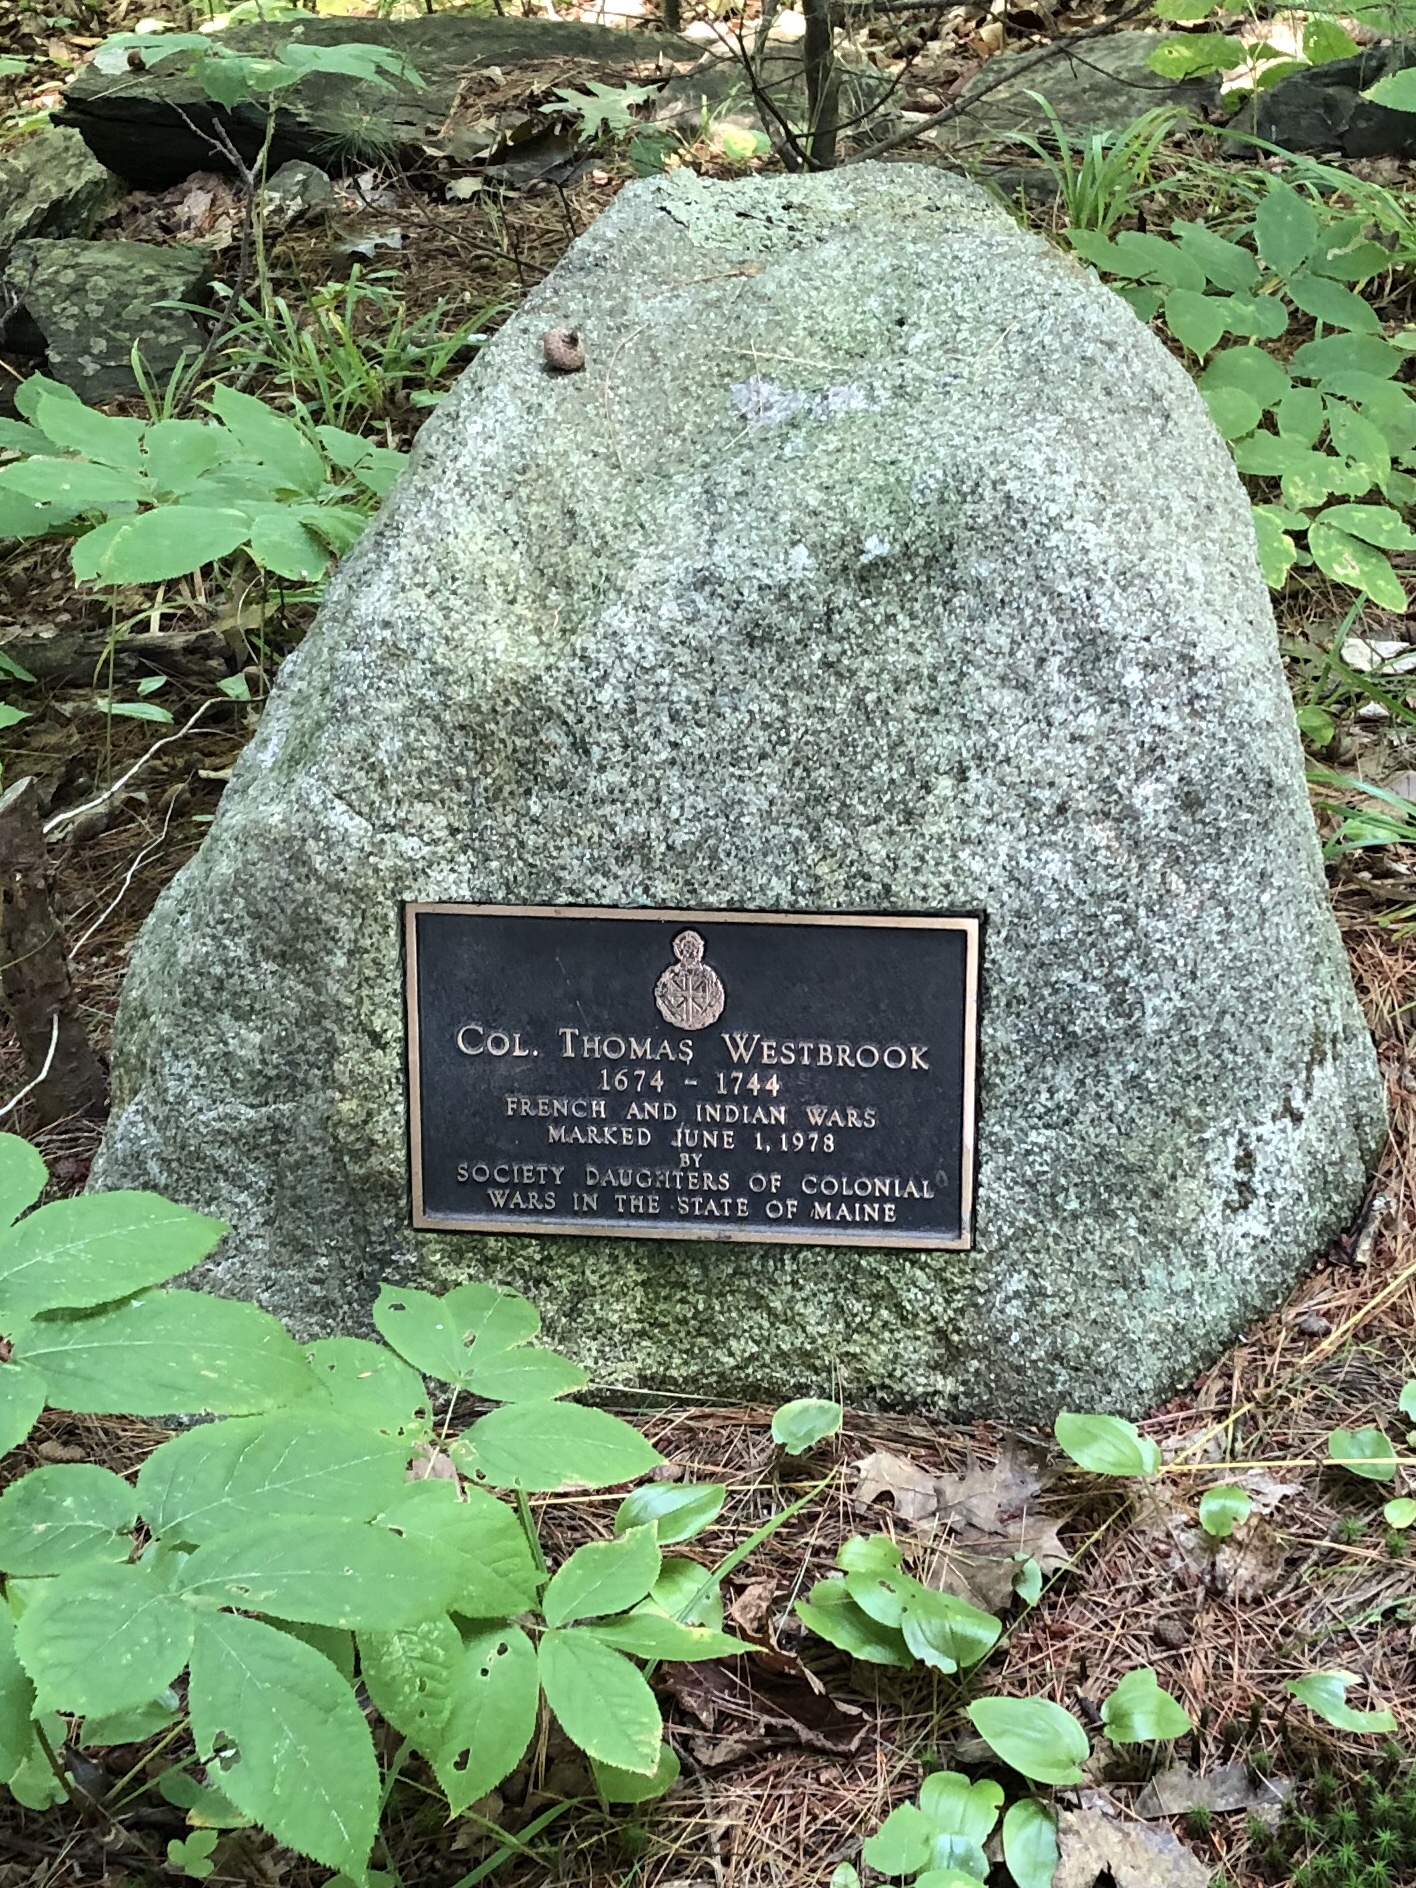 COL. THOMAS WESTBROOK
1674 - 1744
FRENCH AND INDIAN WARS
MARKED JUNE 1, 1978
BY
SOCIETY DAUGHTERS OF COLONIAL
WARS IN THE STATE OF MAINE